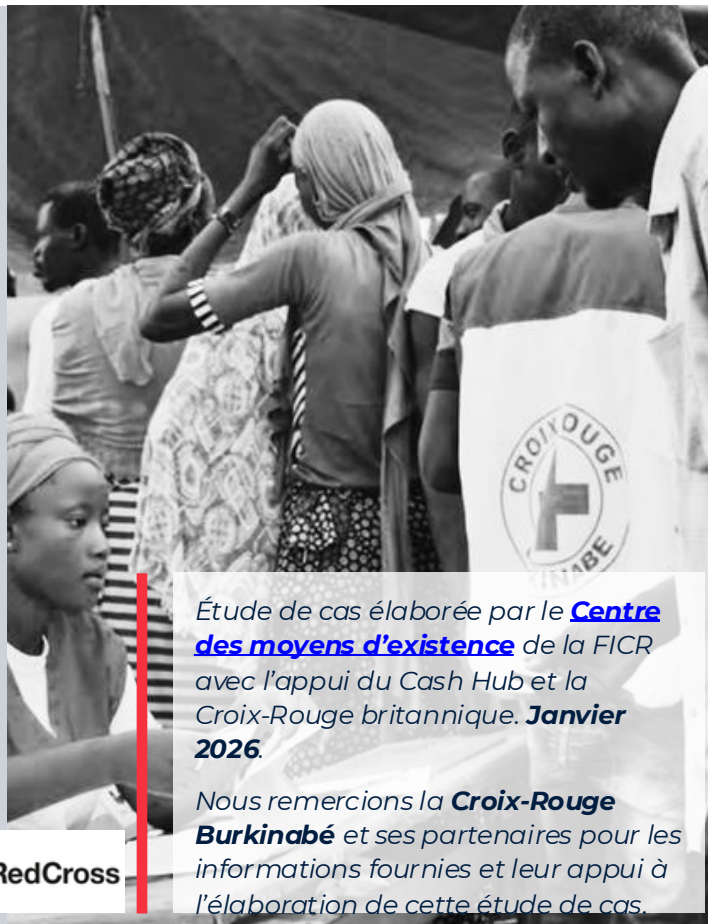 CROIX ROUGE
Étude de cas élaborée par le Centre
des moyens d’existence de la FICR
avec l’appui du Cash Hub et la
Croix-Rouge britannique. Janvier
2026.
Nous remercions la Croix-Rouge
Burkinabé et ses partenaires pour les
informations fournies et leur appui à
l’élaboration de cette étude de cas.
RedCross